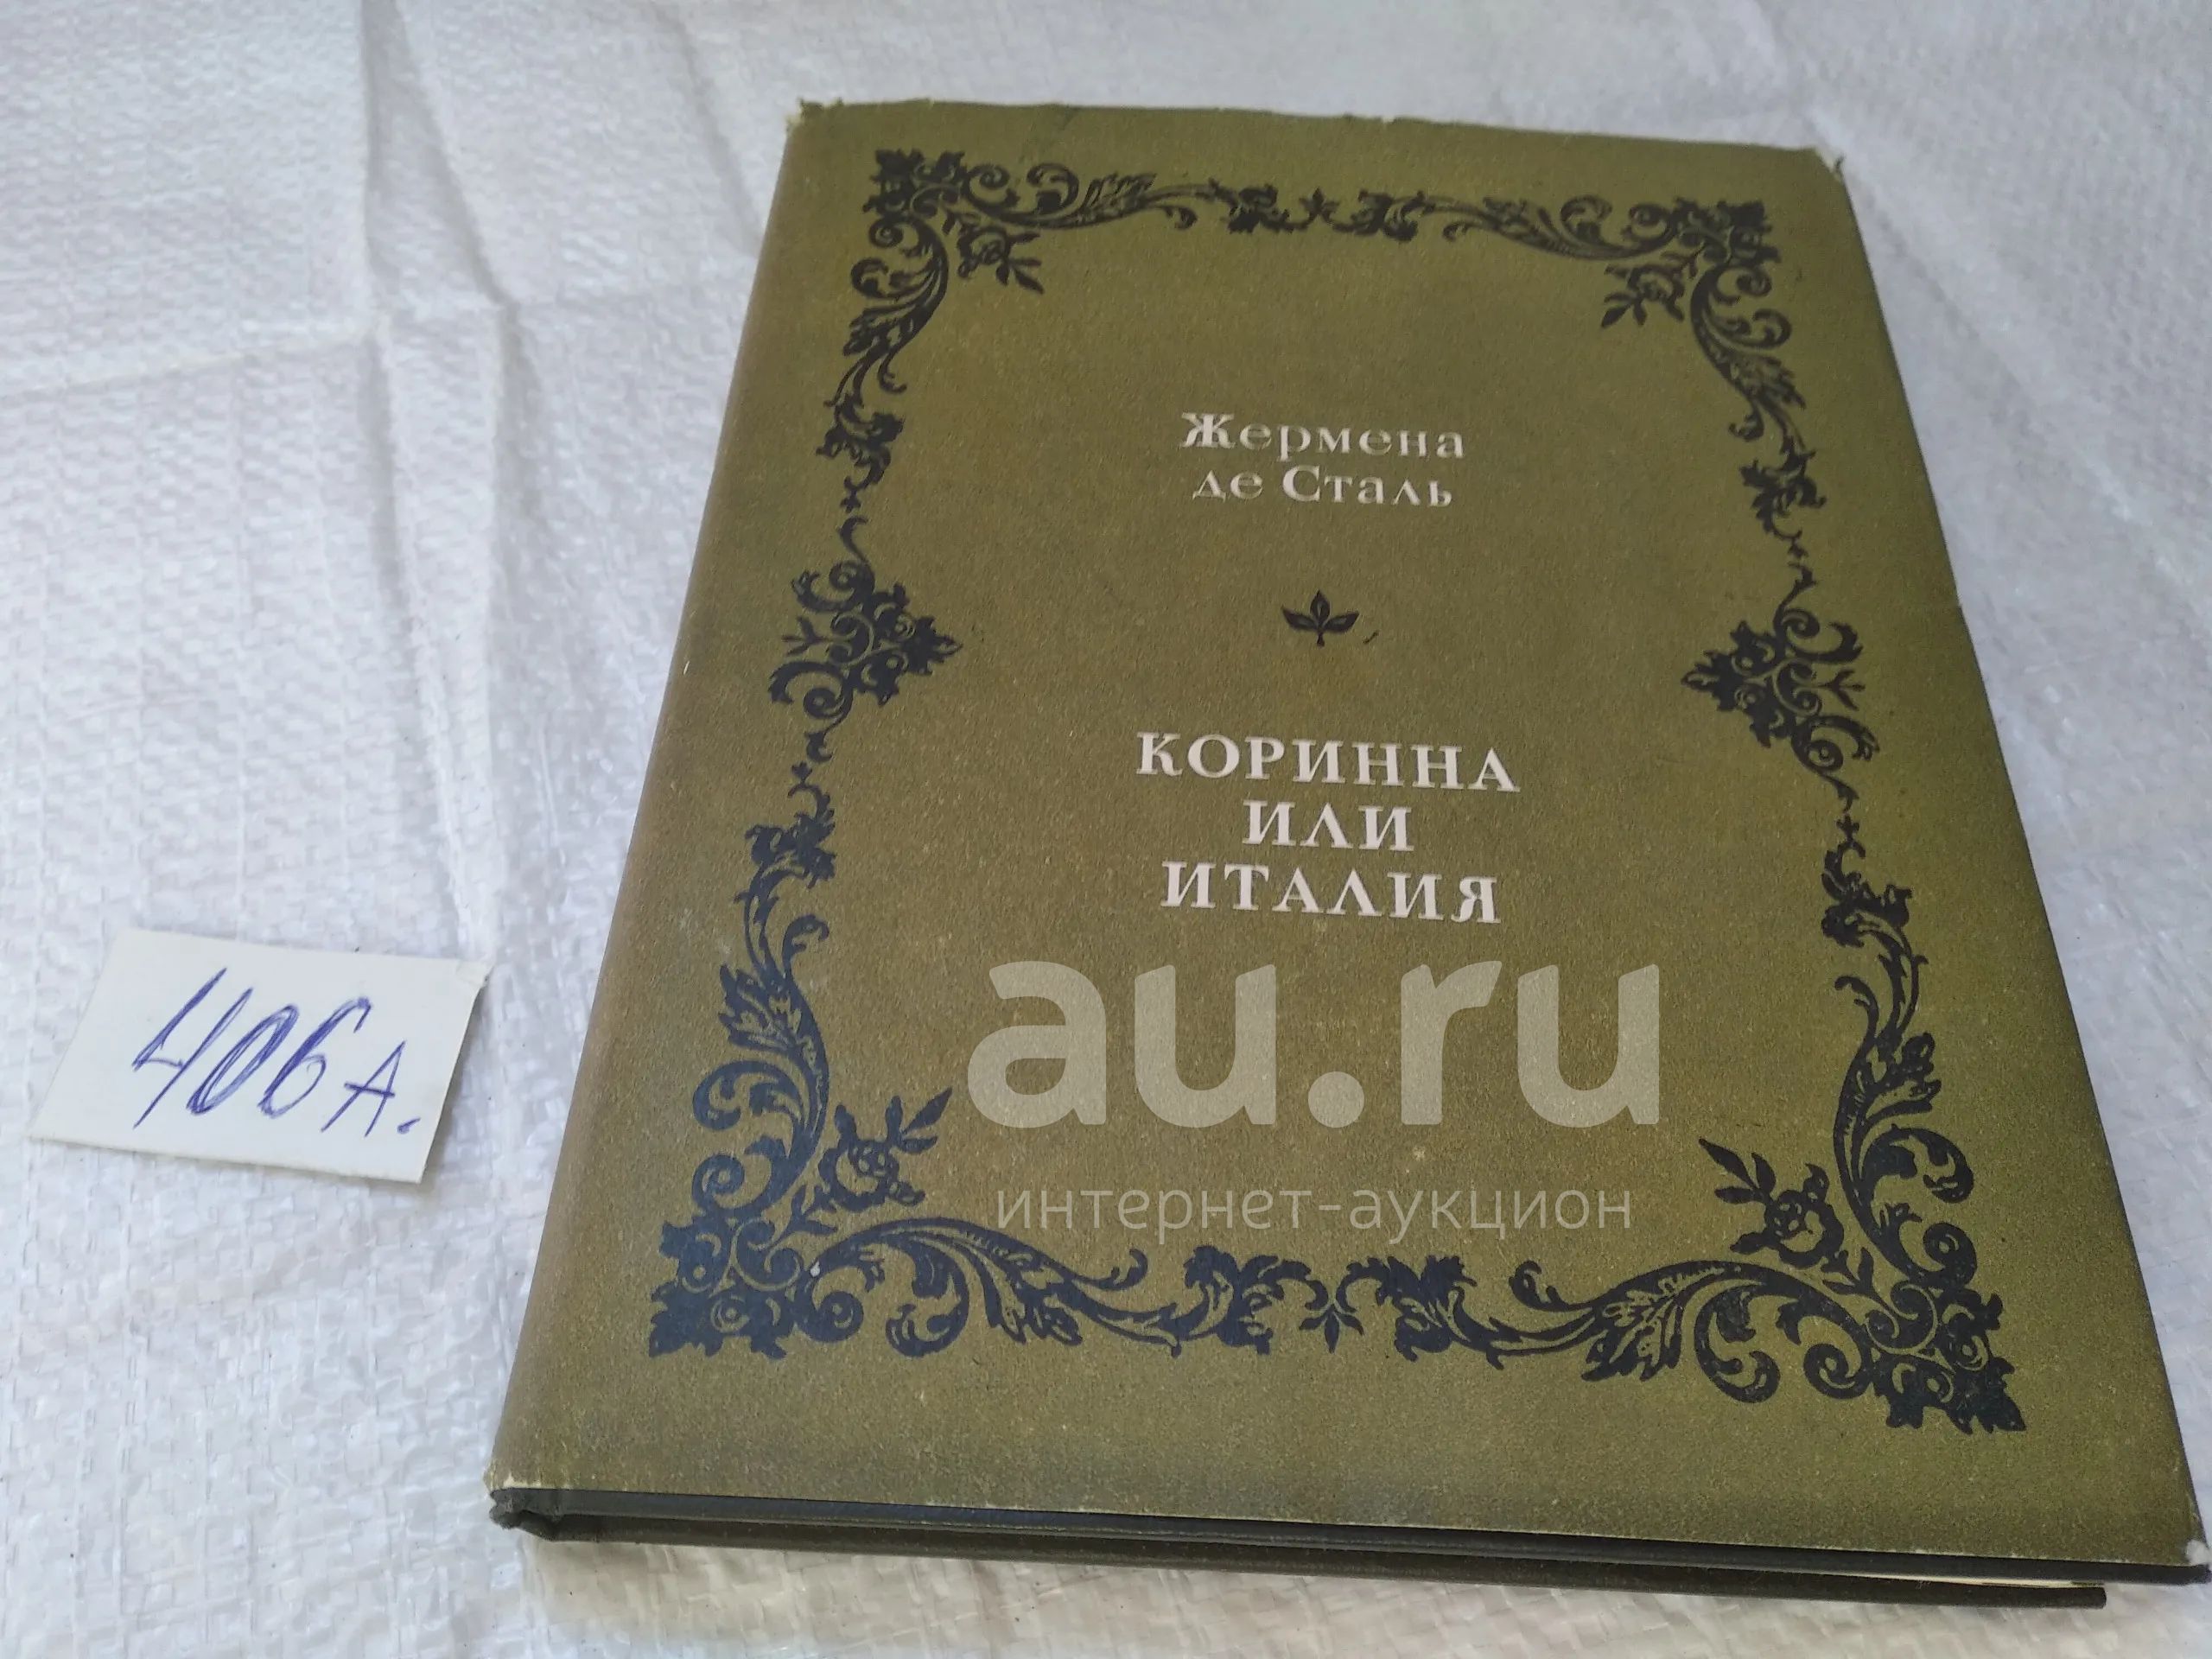 Жермена
де Сталь
КОРИННА
ИЛИ
ИТАЛИЯ
au.ru
интернет-аукцион
406А.